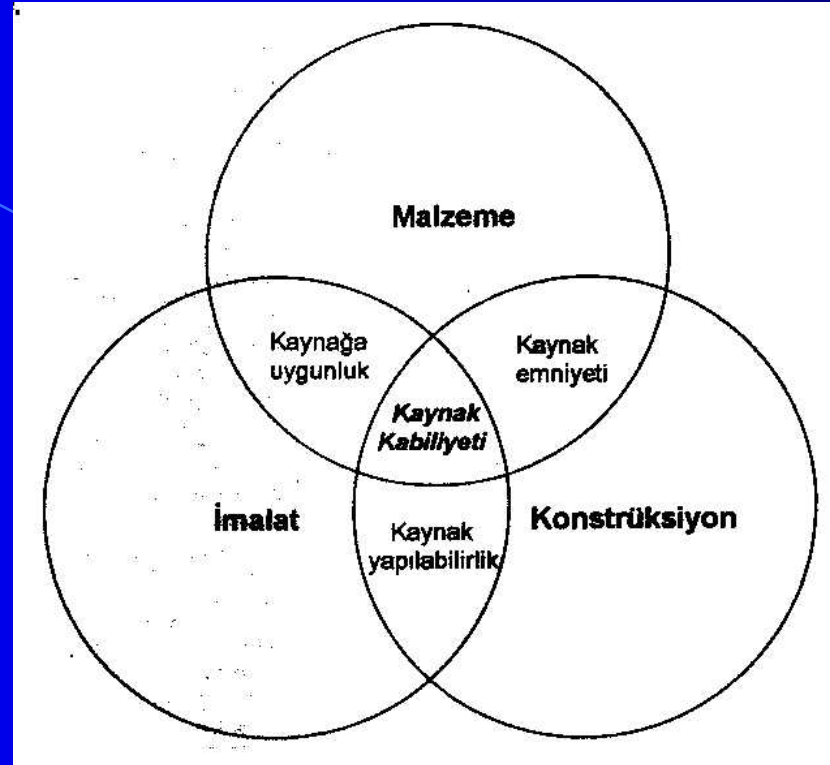 Malzeme
Kaynağa
uygunluk
Kaynak
emniyeti
Kaynak
Kabiliyeti
İmalat
Kaynak
yapılabilirlik
Konstrüksiyon